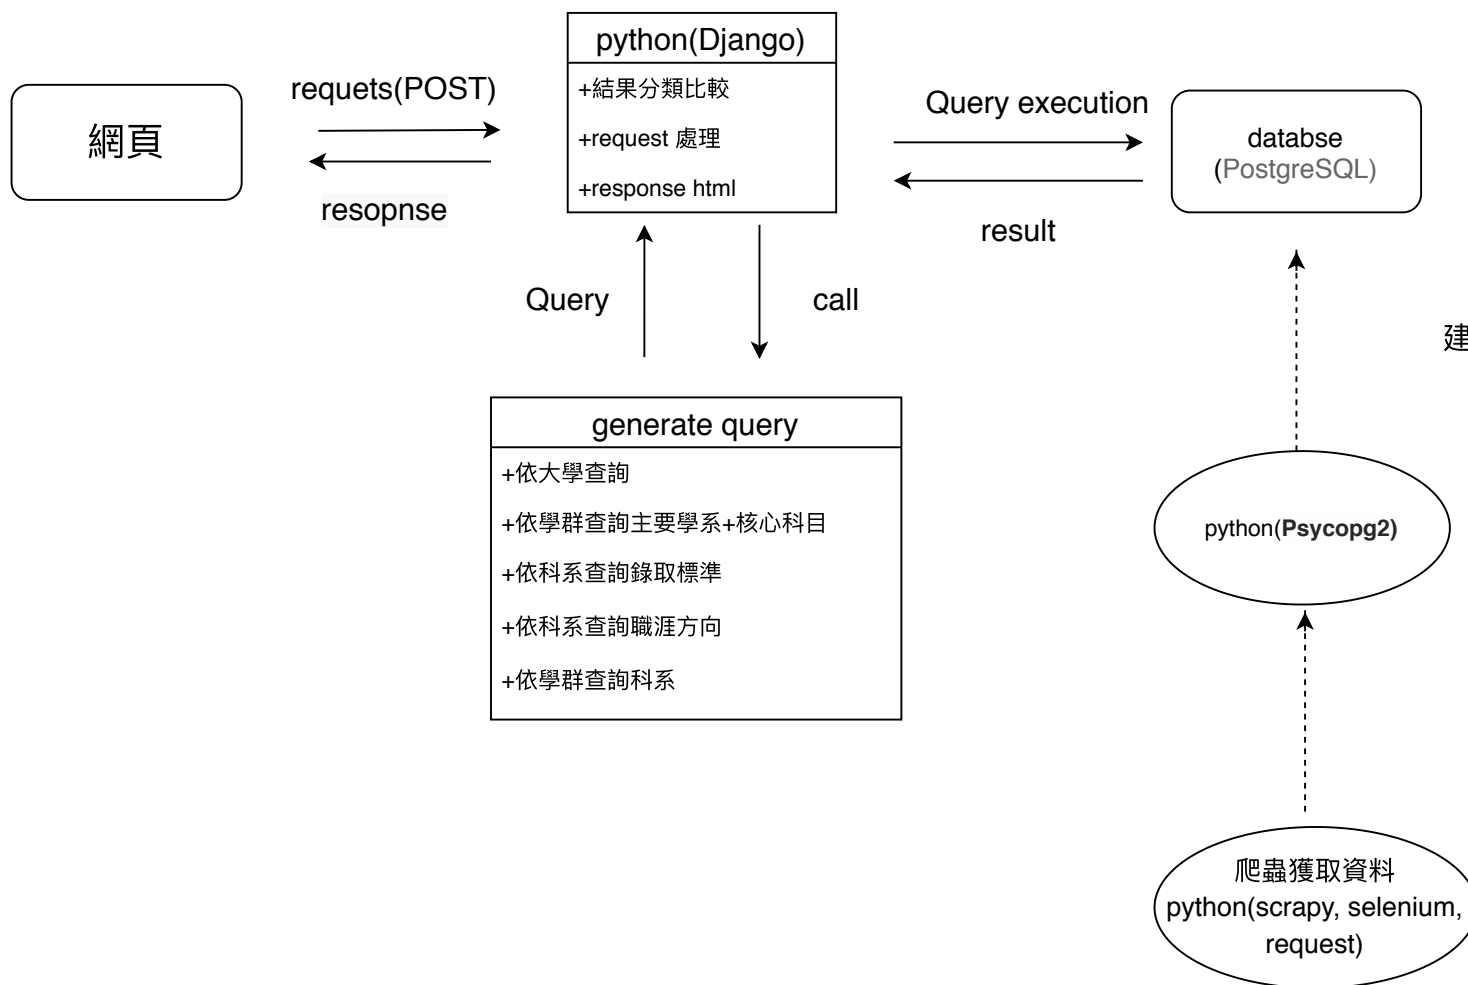 python(Django)
+結果分類比較
+request 處理
+response html
網頁
requets(POST)
resopnse
Query execution
result
databse
(PostgreSQL)
Query
call
建
generate query
+依大學查詢
+依學群查詢主要學系+核心科目
+依科系查詢錄取標準
+依科系查詢職涯方向
+依學群查詢科系
python(Psycopg2)
爬蟲獲取資料
python(scrapy, selenium,
request)